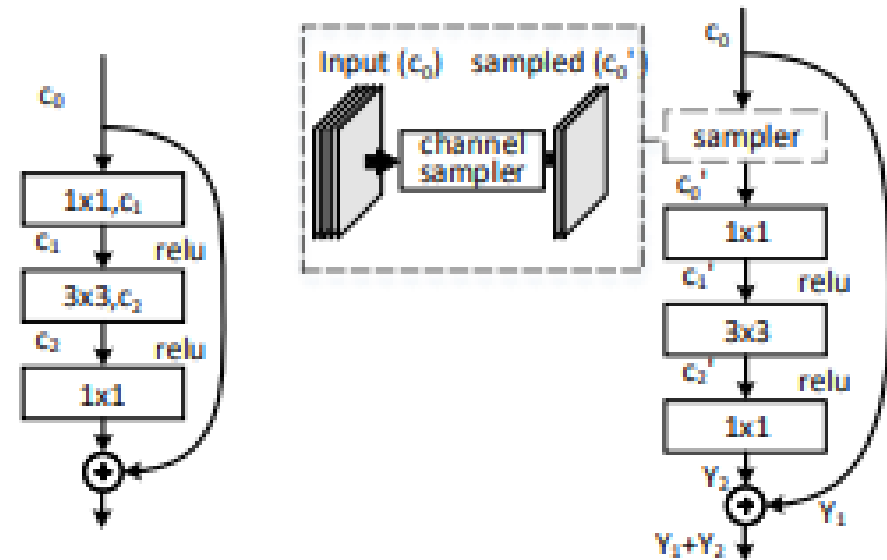 c₀
1x1,c₁
c₁
relu
3x3,c₂
c₂
relu
1x1
+
Input (c₀)
sampled (c₀')
channel
sampler
c₀
sampler
c₀'
1x1
c₁'
relu
3x3
c₂'
relu
1x1
Y₂
+
Y₁
Y₁+Y₂